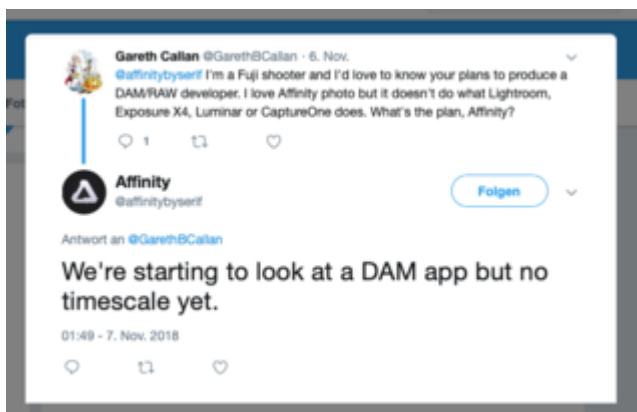 Gareth Callan @GarethBCallan · 6. Nov.
@affinitybyserif I'm a Fuji shooter and I'd love to know your plans to produce a
DAM/RAW developer. I love Affinity photo but it doesn't do what Lightroom,
Exposure X4, Luminar or CaptureOne does. What's the plan, Affinity?
1
Affinity
@affinitybyserif
Folgen
Antwort an @GarethBCallan
We're starting to look at a DAM app but no
timescale yet.
01:49 - 7. Nov. 2018
Fot